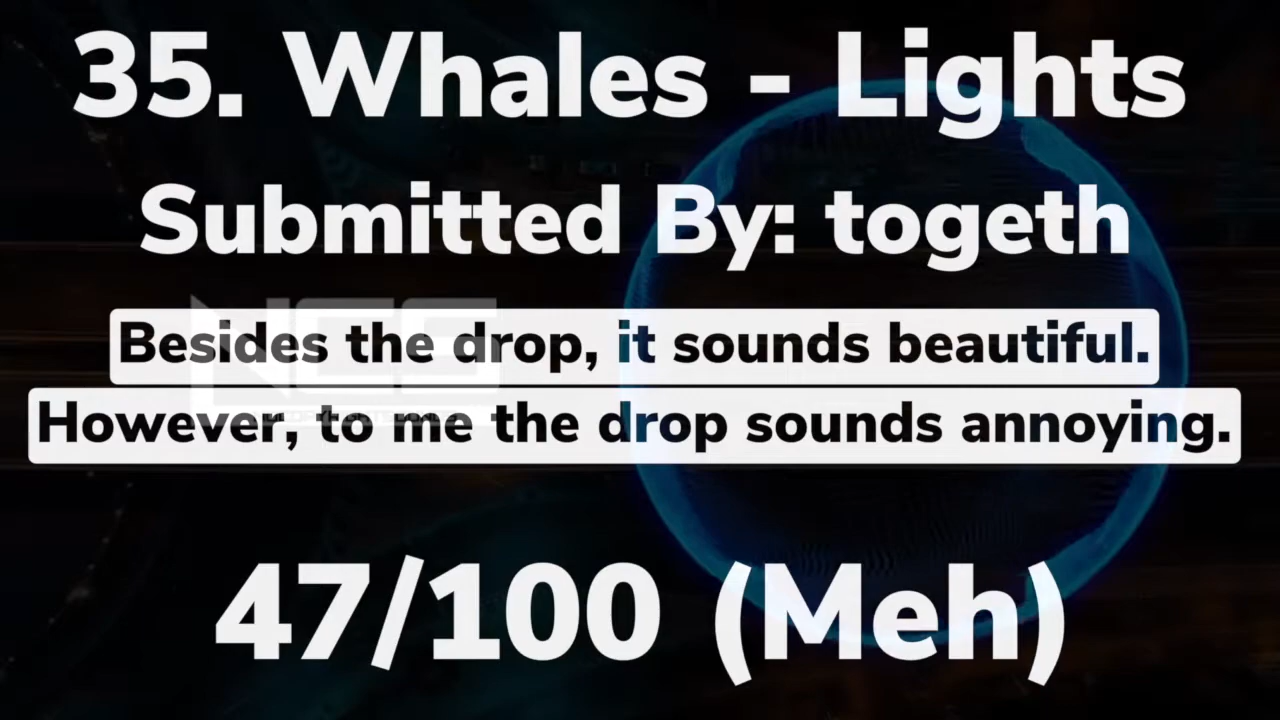 35. Whales - Lights
Submitted By: togeth
Besides the drop, it sounds beautiful.
NCS
However, to me the drop sounds annoying.
47/100 (Meh)